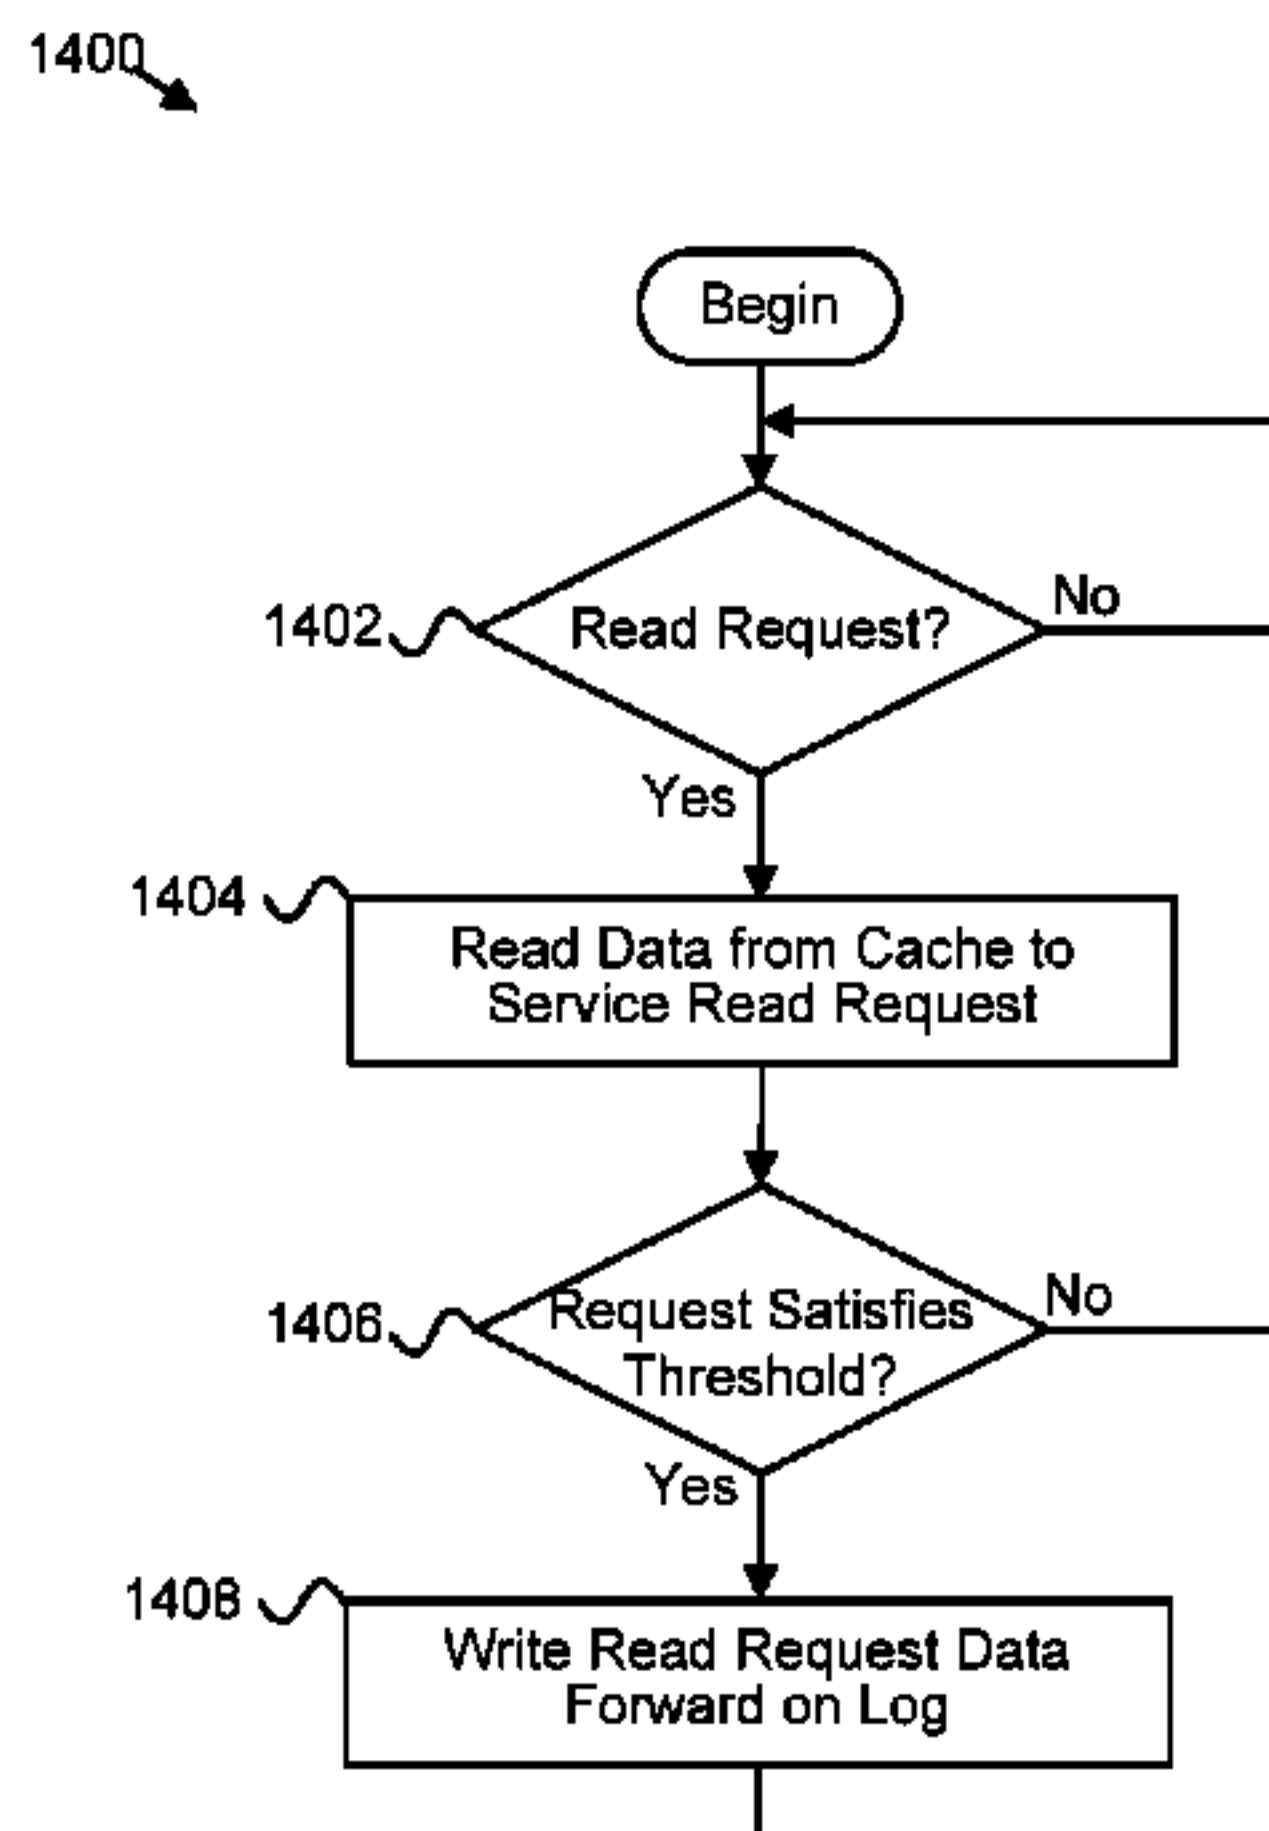 1400
Begin
1402
Read Request?
No
Yes
1404
Read Data from Cache to
Service Read Request
1406
Request Satisfies
Threshold?
No
Yes
1408
Write Read Request Data
Forward on Log